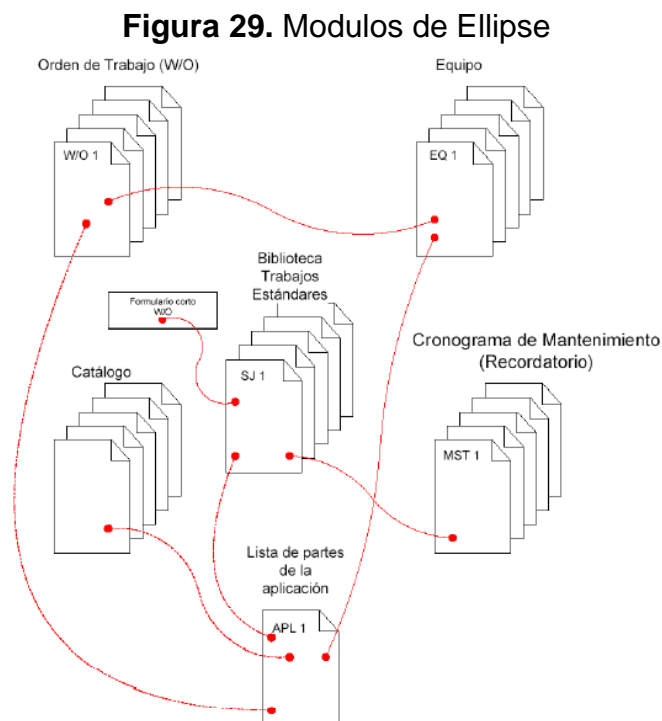 Figura 29. Modulos de Ellipse
Orden de Trabajo (W/O)
Equipo
W/O 1
EQ 1
Biblioteca
Trabajos
Estándares
Formulario corto
W/O
Cronograma de Mantenimiento
(Recordatorio)
Catálogo
SJ 1
MST 1
Lista de partes
de la
aplicación
APL 1